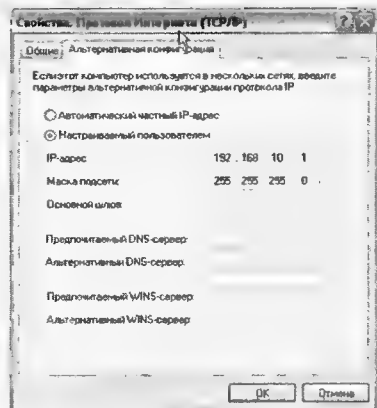 Свойства: Протокол Интернета (TCP/IP)
Общие Альтернативная конфигурация
Если этот компьютер используется в нескольких сетях, введите
параметры альтернативной конфигурации протокола IP
Автоматический частный IP-адрес
Настраиваемый пользователем
IP-адрес: 192 . 168 10 1
Маска подсети: 255 255 255 0 .
Основной шлюз:
Предпочитаемый DNS-сервер:
Альтернативный DNS-сервер:
Предпочитаемый WINS-сервер:
Альтернативный WINS-сервер:
OK Отмена